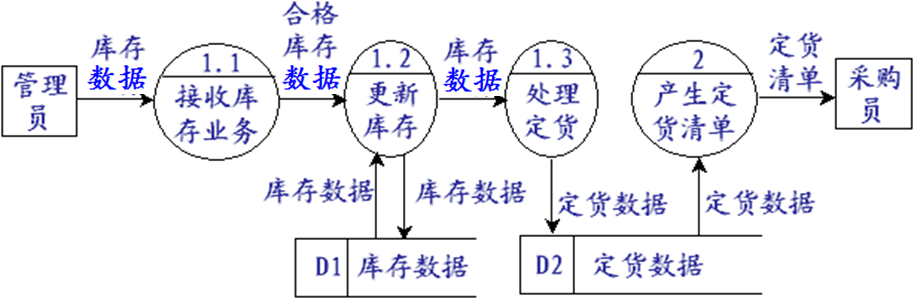 管理员
库存数据
1.1
接收库存业务
合格库存数据
1.2
更新库存
库存数据
1.3
处理定货
2
产生定货清单
定货清单
采购员
库存数据
库存数据
定货数据
定货数据
D1
库存数据
D2
定货数据